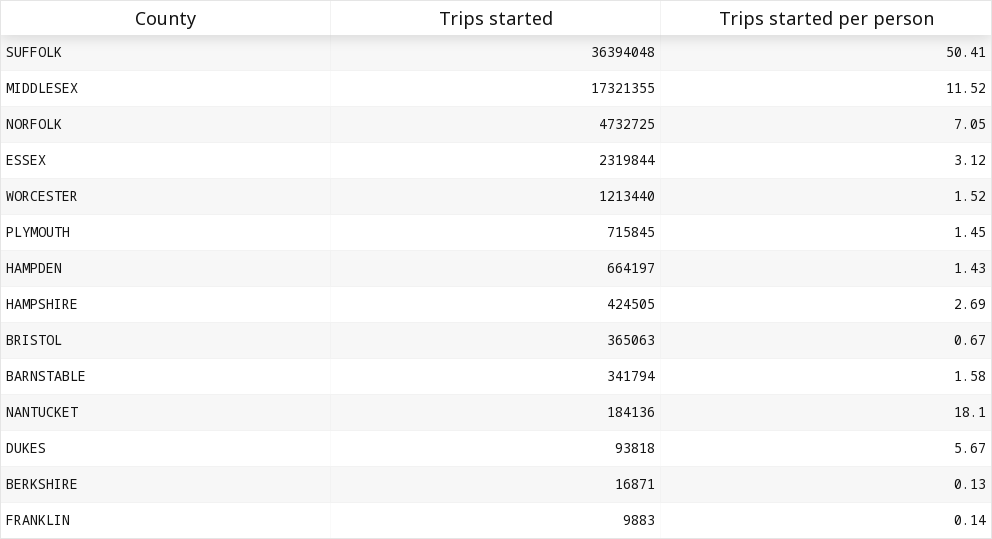 County Trips started Trips started per person
SUFFOLK 36394048 50.41
MIDDLESEX 17321355 11.52
NORFOLK 4732725 7.05
ESSEX 2319844 3.12
WORCESTER 1213440 1.52
PLYMOUTH 715845 1.45
HAMPDEN 664197 1.43
HAMPSHIRE 424505 2.69
BRISTOL 365063 0.67
BARNSTABLE 341794 1.58
NANTUCKET 184136 18.1
DUKES 93818 5.67
BERKSHIRE 16871 0.13
FRANKLIN 9883 0.14